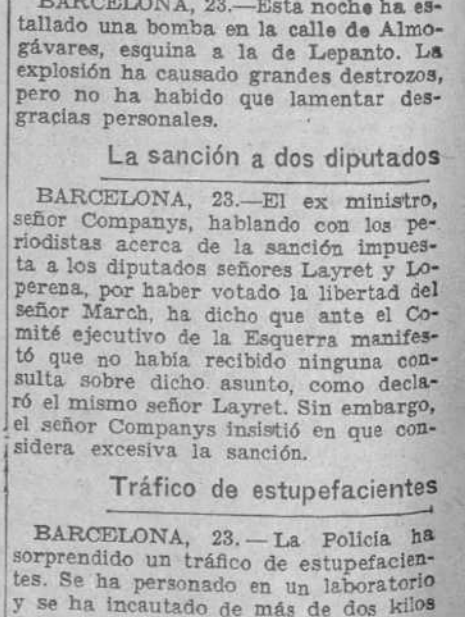 BARCELONA, 23.—Esta noche ha es-
tallado una bomba en la calle de Almo-
gávares, esquina a la de Lepanto. La
explosión ha causado grandes destrozos,
pero no ha habido que lamentar des-
gracias personales.
La sanción a dos diputados
BARCELONA, 23.—El ex ministro,
señor Companys, hablando con los pe-
riodistas acerca de la sanción impues-
ta a los diputados señores Layret y Lo-
perena, por haber votado la libertad del
señor March, ha dicho que ante el Co-
mité ejecutivo de la Esquerra manifes-
tó que no había recibido ninguna con-
sulta sobre dicho asunto, como decla-
ró el mismo señor Layret. Sin embargo,
el señor Companys insistió en que con-
sidera excesiva la sanción.
Tráfico de estupefacientes
BARCELONA, 23.—La Policía ha
sorprendido un tráfico de estupefacien-
tes. Se ha personado en un laboratorio
y se ha incautado de más de dos kilos